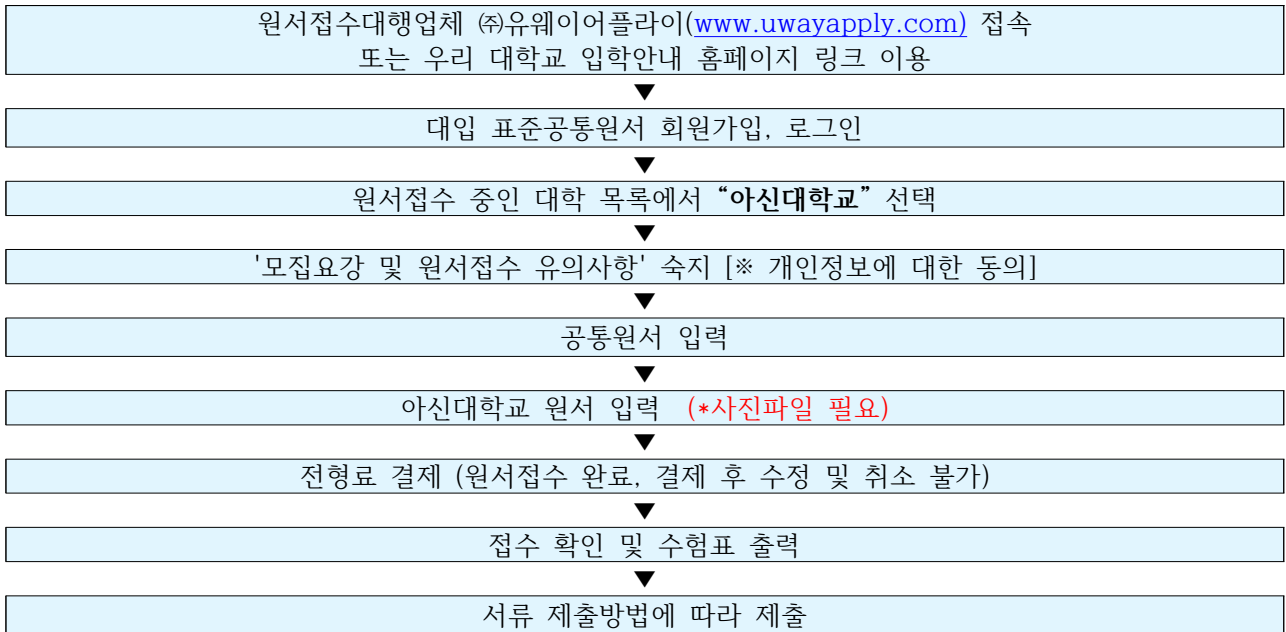 원서접수대행업체 ㈜유웨이어플라이(www.uwayapply.com) 접속
또는 우리 대학교 입학안내 홈페이지 링크 이용
▼
대입 표준공통원서 회원가입, 로그인
▼
원서접수 중인 대학 목록에서 “아신대학교” 선택
▼
'모집요강 및 원서접수 유의사항' 숙지 [※ 개인정보에 대한 동의]
▼
공통원서 입력
▼
아신대학교 원서 입력 (*사진파일 필요)
▼
전형료 결제 (원서접수 완료, 결제 후 수정 및 취소 불가)
▼
접수 확인 및 수험표 출력
▼
서류 제출방법에 따라 제출